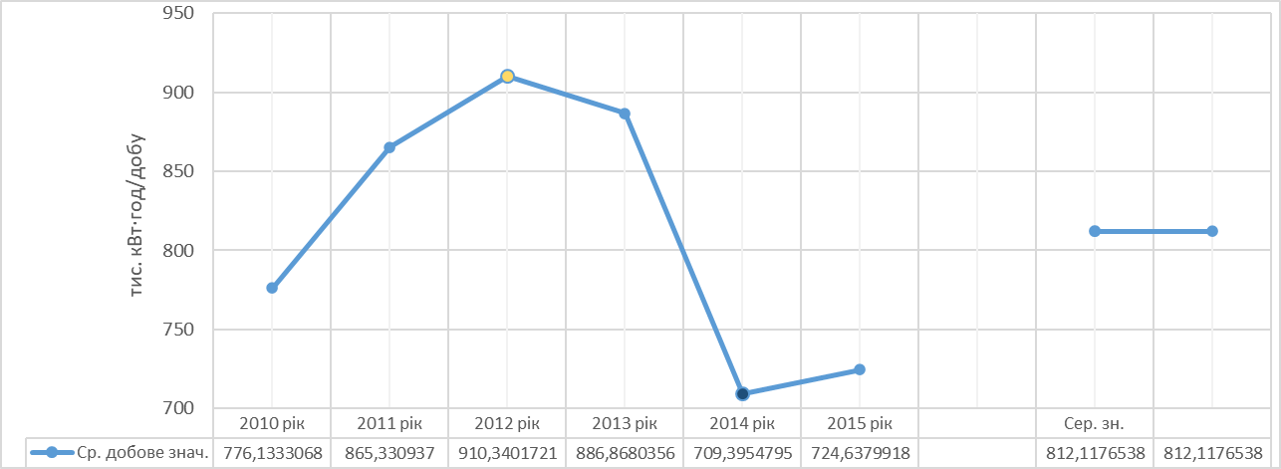 950
900
850
800
750
700
тис. кВт·год/добу
2010 рік 2011 рік 2012 рік 2013 рік 2014 рік 2015 рік Сер. зн.
Ср. добове знач. 776,1333068 865,330937 910,3401721 886,8680356 709,3954795 724,6379918 812,1176538 812,1176538